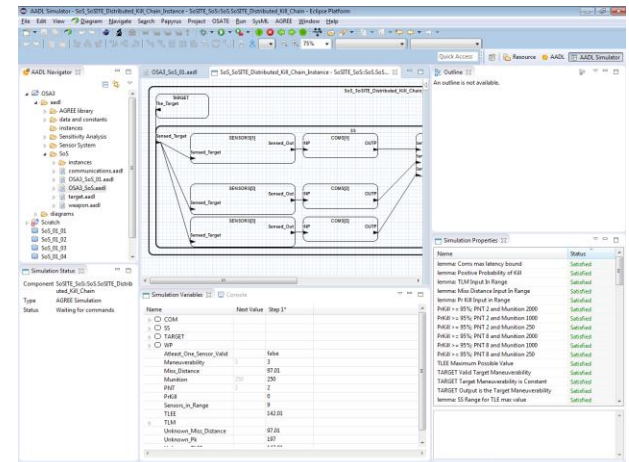 AADL Simulator - SoS_SoSITE_Distributed_Kill_Chain_Instance - SoSITE_SoS:SoS.SoS - Eclipse Platform
File Edit View Diagram Navigate Search Papyrus Project OSATE Run SysML AGREE Window Help
75%
Quick Access Resource AADL AADL Simulator
AADL Navigator
OSA3
aadl
AGREE library
data and constants
instances
Sensitivity Analysis
Sensor System
SoS
instances
communications.aadl
OSA3_SoS_01.aadl
OSA3_SoS.aadl
target.aadl
weapon.aadl
diagrams
Scratch
SoS_01_01
SoS_01_02
SoS_01_03
SoS_01_04
Simulation Status
Component SoSITE_SoS:SoS.SoSITE_Distrib
uted_Kill_Chain
Type AGREE Simulation
Status Waiting for commands
OSA3_SoS_01.aadl SoS_SoSITE_Distributed_Kill_Chain_Instance - SoSITE_SoS:SoS.SoS...
SoS_SoSITE_Distributed_Kill_Chain
TARGET
The_Target
SS
Sensed_Target
SENSORS[0] COMS[0]
Sensed_Out INP OUTP
Sensed_Target
SENSORS[1] COMS[1]
Sensed_Out INP OUTP
Sensed_Target
SENSORS[2] COMS[2]
Sensed_Out INP OUTP
Sensed_Target
Simulation Variables Console
Name Next Value Step 1*
COM
SS
TARGET
WP
Atleast_One_Sensor_Valid false
Maneuverability 3
Miss_Distance 97.01
Munition 250 250
PNT 2
PrKill 0
Sensors_in_Range 9
TLEE 142.01
TLM
Unknown_Miss_Distance 97.01
Unknown_Pk 197
Outline
An outline is not available.
Simulation Properties
Name Status
lemma: Coms max latency bound Satisfied
lemma: Positive Probability of Kill Satisfied
lemma: TLM Input In Range Satisfied
lemma: Miss Distance Input In Range Satisfied
lemma: Pr Kill Input in Range Satisfied
PrKill >= 95%; PNT 2 and Munition 2000 Satisfied
PrKill >= 95%; PNT 2 and Munition 1000 Satisfied
PrKill >= 95%; PNT 2 and Munition 250 Satisfied
PrKill >= 95%; PNT 8 and Munition 2000 Satisfied
PrKill >= 95%; PNT 8 and Munition 1000 Satisfied
PrKill >= 95%; PNT 8 and Munition 250 Satisfied
TLEE Maximum Possible Value Satisfied
TARGET Valid Target Maneuverability Satisfied
TARGET Target Maneuverability is Constant Satisfied
TARGET Output is the Target Maneuverability Satisfied
lemma: SS Range for TLE max value Satisfied